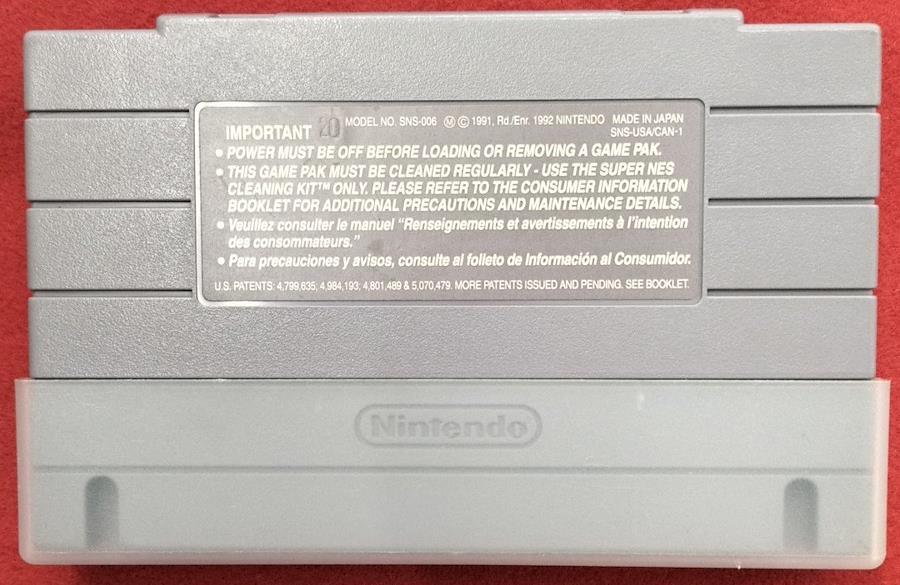 IMPORTANT 20 MODEL NO. SNS-006 Ⓜ © 1991, Rd./Enr. 1992 NINTENDO MADE IN JAPAN
SNS-USA/CAN-1
• POWER MUST BE OFF BEFORE LOADING OR REMOVING A GAME PAK.
• THIS GAME PAK MUST BE CLEANED REGULARLY - USE THE SUPER NES
CLEANING KIT™ ONLY. PLEASE REFER TO THE CONSUMER INFORMATION
BOOKLET FOR ADDITIONAL PRECAUTIONS AND MAINTENANCE DETAILS.
• Veuillez consulter le manuel “Renseignements et avertissements à l'intention
des consommateurs.”
• Para precauciones y avisos, consulte al folleto de Información al Consumidor.
U.S. PATENTS: 4,799,635; 4,984,193; 4,801,489 & 5,070,479. MORE PATENTS ISSUED AND PENDING. SEE BOOKLET.
Nintendo